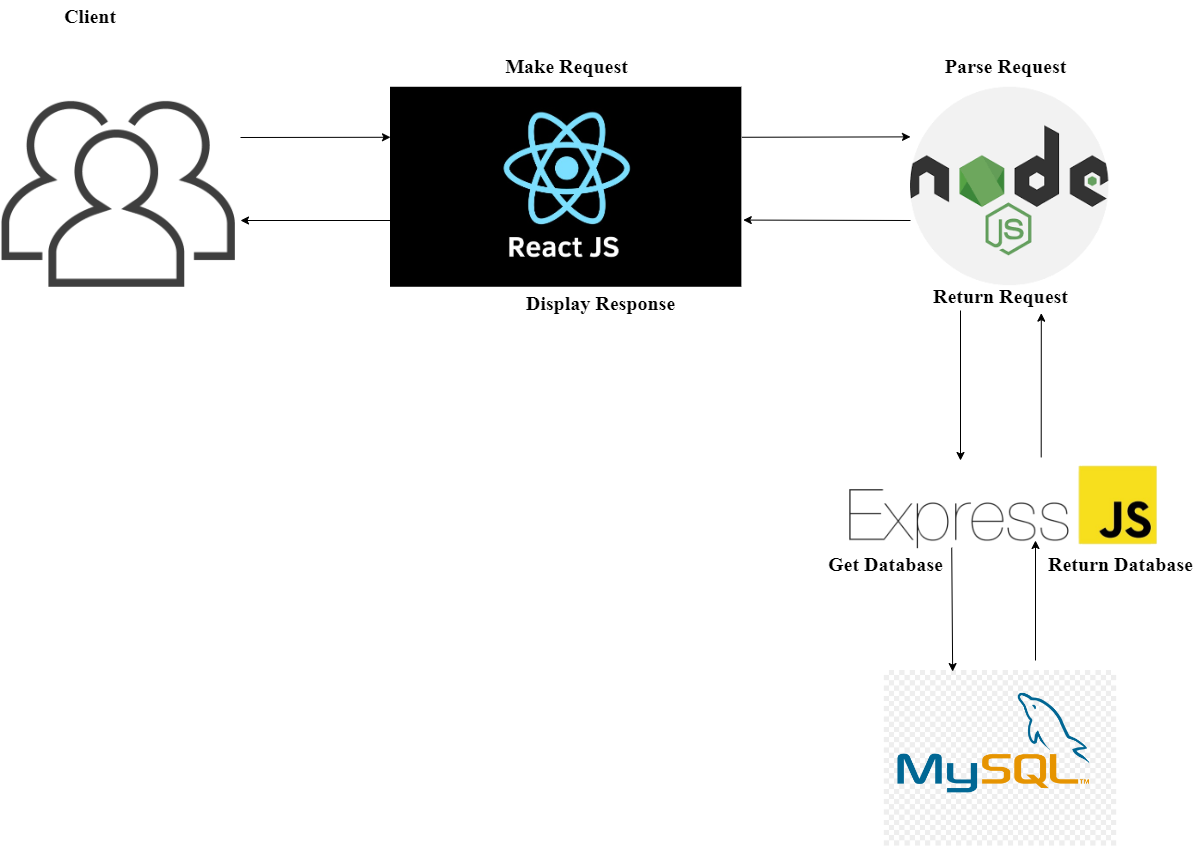 Client
Make Request
Parse Request
React JS
node
JS
Display Response
Return Request
Express
JS
Get Database
Return Database
MySQL™